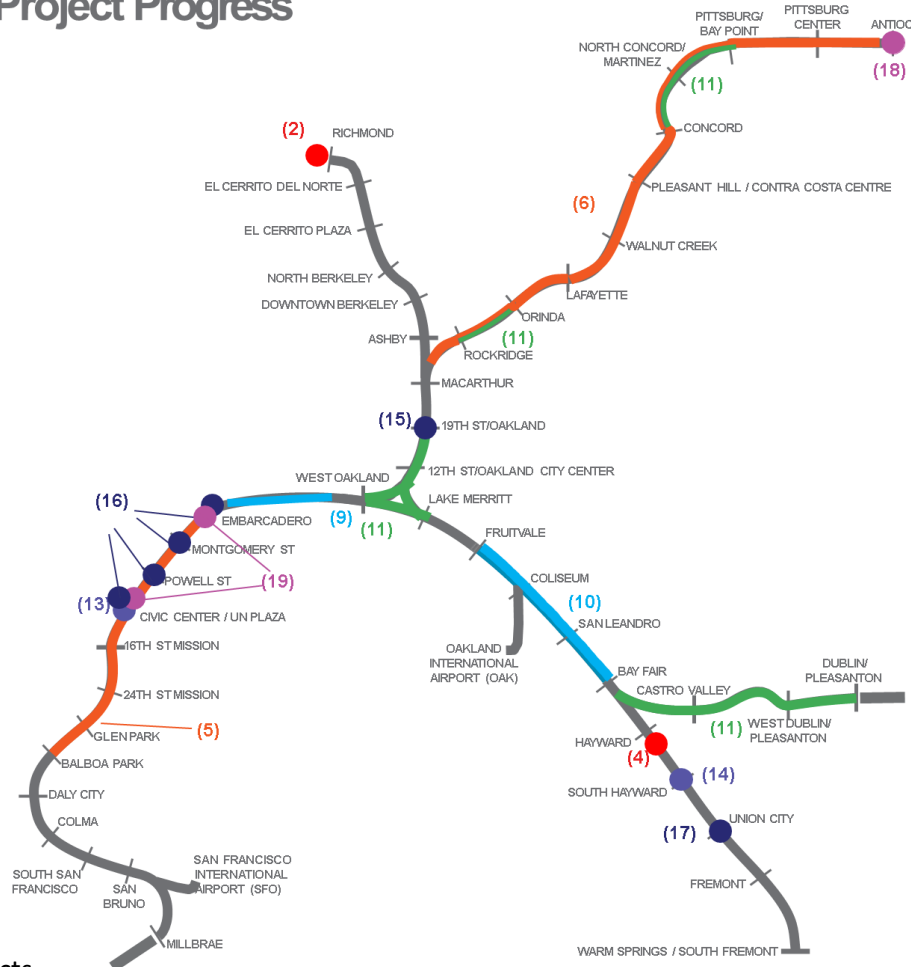 Project Progress
PITTSBURG/
BAY POINT
PITTSBURG
CENTER
NORTH CONCORD/
MARTINEZ
(18)
(11)
CONCORD
(2)
RICHMOND
EL CERRITO DEL NORTE
PLEASANT HILL / CONTRA COSTA CENTRE
(6)
EL CERRITO PLAZA
WALNUT CREEK
NORTH BERKELEY
LAFAYETTE
DOWNTOWN BERKELEY
ORINDA
ASHBY
(11)
ROCKRIDGE
MACARTHUR
(15)
19TH ST/OAKLAND
12TH ST/OAKLAND CITY CENTER
WEST OAKLAND
LAKE MERRITT
(16)
EMBARCADERO
(9)
(11)
FRUITVALE
MONTGOMERY ST
POWELL ST
(19)
COLISEUM
(10)
(13)
CIVIC CENTER / UN PLAZA
SAN LEANDRO
16TH ST MISSION
OAKLAND
INTERNATIONAL
AIRPORT (OAK)
BAY FAIR
DUBLIN/
PLEASANTON
24TH ST MISSION
CASTRO VALLEY
(5)
GLEN PARK
(11)
WEST DUBLIN/
PLEASANTON
HAYWARD
(4)
BALBOA PARK
(14)
SOUTH HAYWARD
DALY CITY
COLMA
UNION CITY
(17)
SAN FRANCISCO
INTERNATIONAL
AIRPORT (SFO)
SOUTH SAN
FRANCISCO
SAN
BRUNO
FREMONT
MILLBRAE
WARM SPRINGS / SOUTH FREMONT